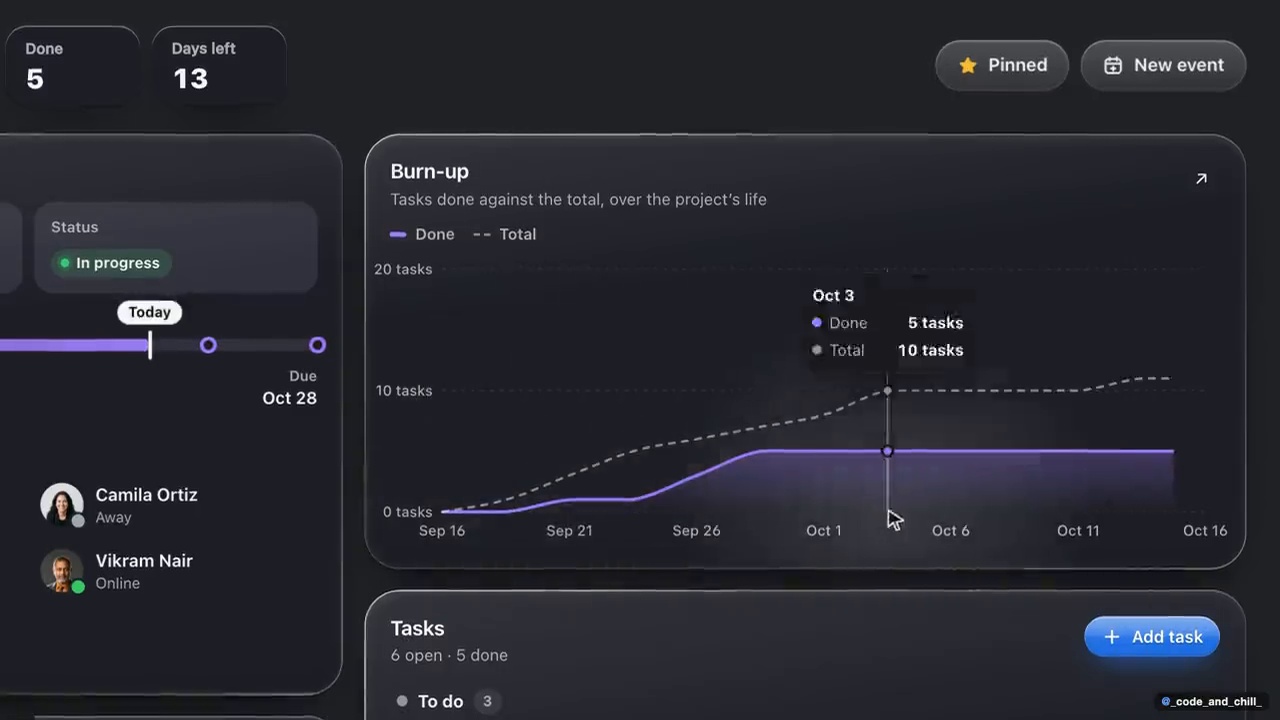 Done
5
Days left
13
Pinned
New event
Status
In progress
Today
Due
Oct 28
Camila Ortiz
Away
Vikram Nair
Online
Burn-up
Tasks done against the total, over the project's life
Done
Total
20 tasks
10 tasks
0 tasks
Oct 3
Done 5 tasks
Total 10 tasks
Sep 16 Sep 21 Sep 26 Oct 1 Oct 6 Oct 11 Oct 16
Tasks
6 open · 5 done
Add task
To do 3
@_code_and_chill_